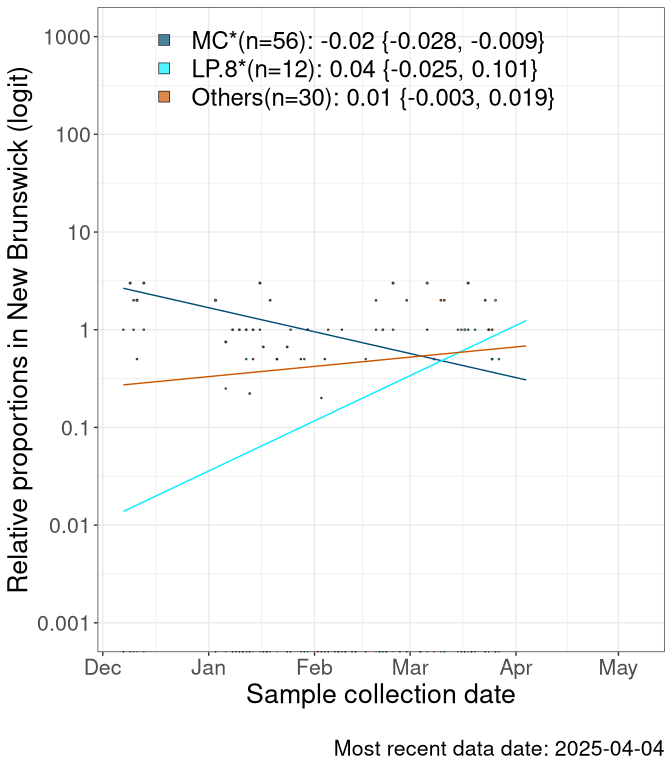 MC*(n=56): -0.02 {-0.028, -0.009}
LP.8*(n=12): 0.04 {-0.025, 0.101}
Others(n=30): 0.01 {-0.003, 0.019}
Relative proportions in New Brunswick (logit)
1000
100
10
1
0.1
0.01
0.001
Dec Jan Feb Mar Apr May
Sample collection date
Most recent data date: 2025-04-04